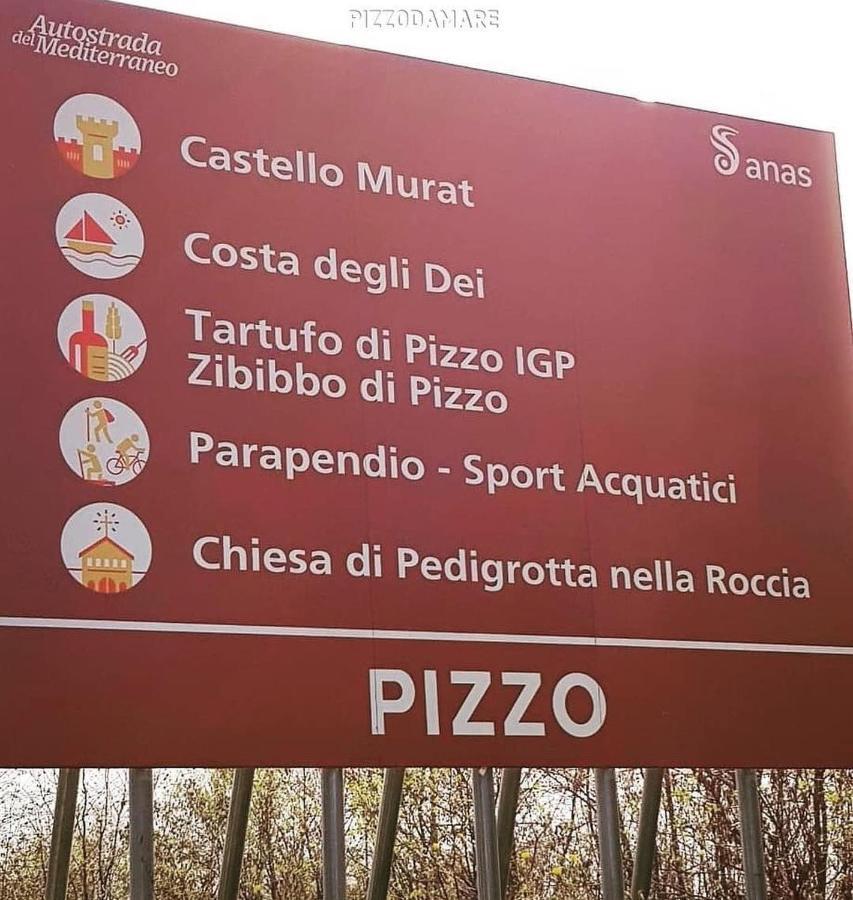 PIZZODAMARE
Autostrada
del Mediterraneo
anas
Castello Murat
Costa degli Dei
Tartufo di Pizzo IGP
Zibibbo di Pizzo
Parapendio - Sport Acquatici
Chiesa di Pedigrotta nella Roccia
PIZZO